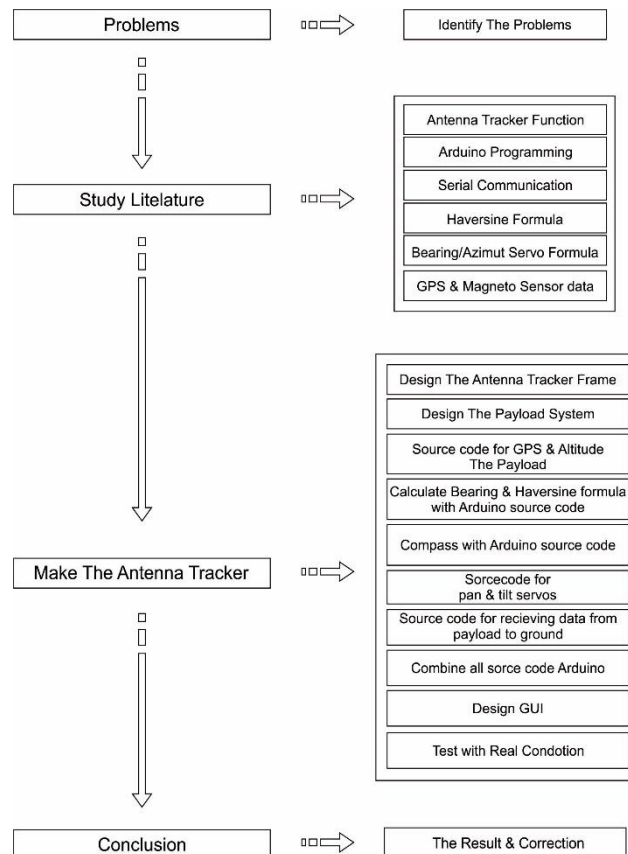 Problems
Identify The Problems
Study Litelature
Antenna Tracker Function
Arduino Programming
Serial Communication
Haversine Formula
Bearing/Azimut Servo Formula
GPS & Magneto Sensor data
Make The Antenna Tracker
Design The Antenna Tracker Frame
Design The Payload System
Source code for GPS & Altitude
The Payload
Calculate Bearing & Haversine formula
with Arduino source code
Compass with Arduino source code
Sorcecode for
pan & tilt servos
Source code for recieving data from
payload to ground
Combine all sorce code Arduino
Design GUI
Test with Real Condotion
Conclusion
The Result & Correction